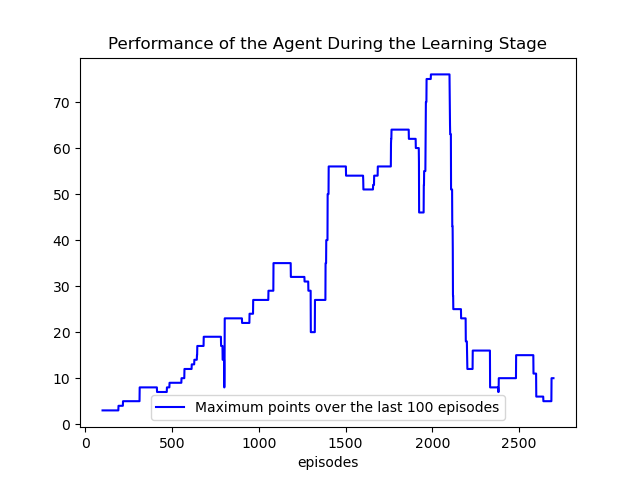 Performance of the Agent During the Learning Stage
70
60
50
40
30
20
10
0
Maximum points over the last 100 episodes
0 500 1000 1500 2000 2500
episodes